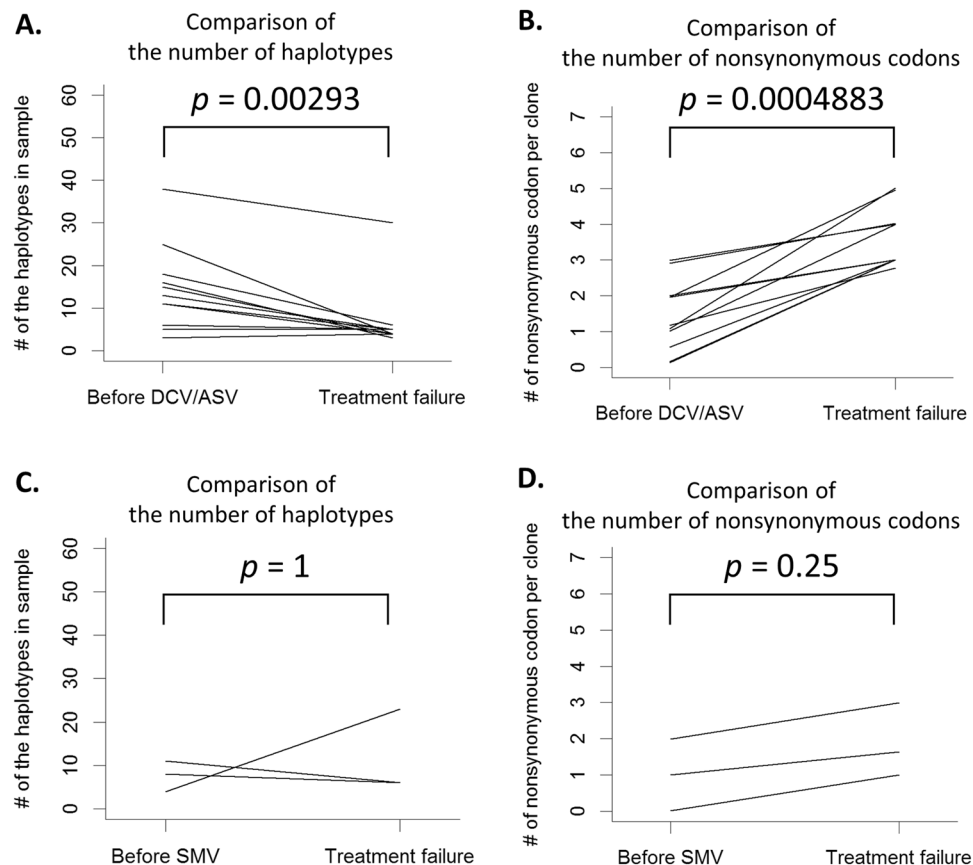 A.
Comparison of
the number of haplotypes
p = 0.00293
# of the haplotypes in sample
60
50
40
30
20
10
0
Before DCV/ASV
Treatment failure
B.
Comparison of
the number of nonsynonymous codons
p = 0.0004883
# of nonsynonymous codon per clone
7
6
5
4
3
2
1
0
Before DCV/ASV
Treatment failure
C.
Comparison of
the number of haplotypes
p = 1
# of the haplotypes in sample
60
50
40
30
20
10
0
Before SMV
Treatment failure
D.
Comparison of
the number of nonsynonymous codons
p = 0.25
# of nonsynonymous codon per clone
7
6
5
4
3
2
1
0
Before SMV
Treatment failure